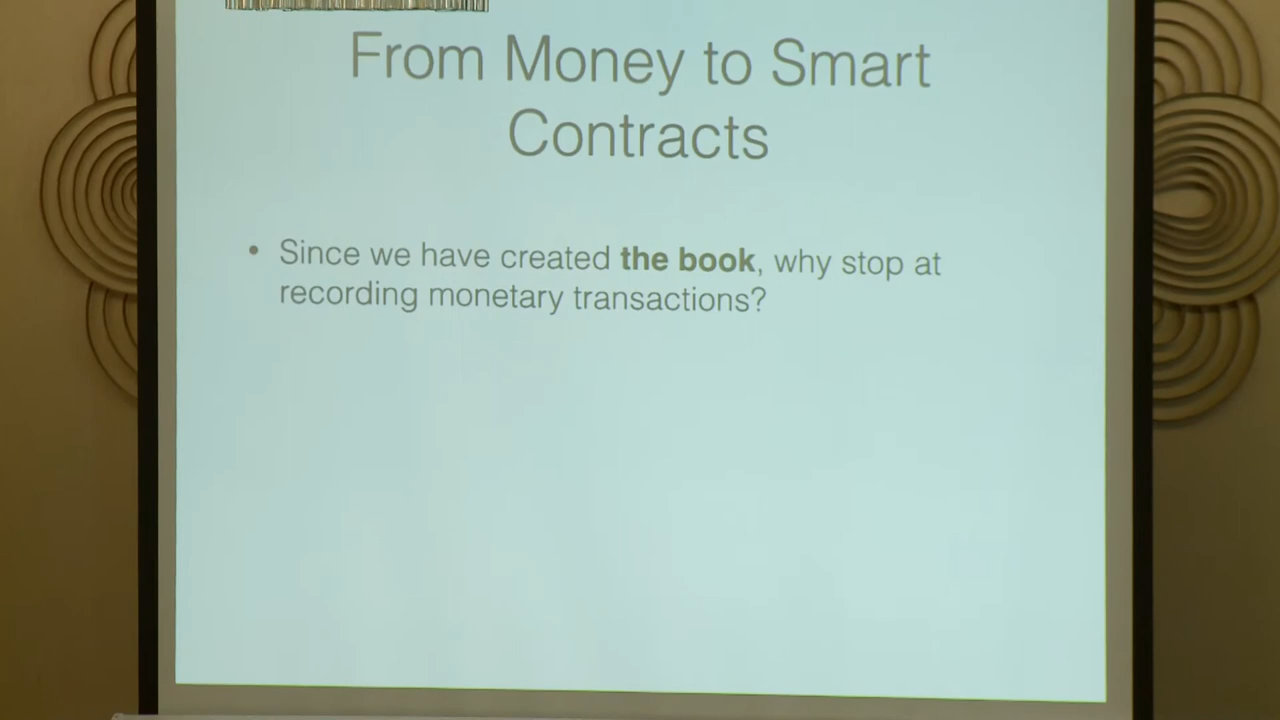 From Money to Smart
Contracts
• Since we have created the book, why stop at
recording monetary transactions?